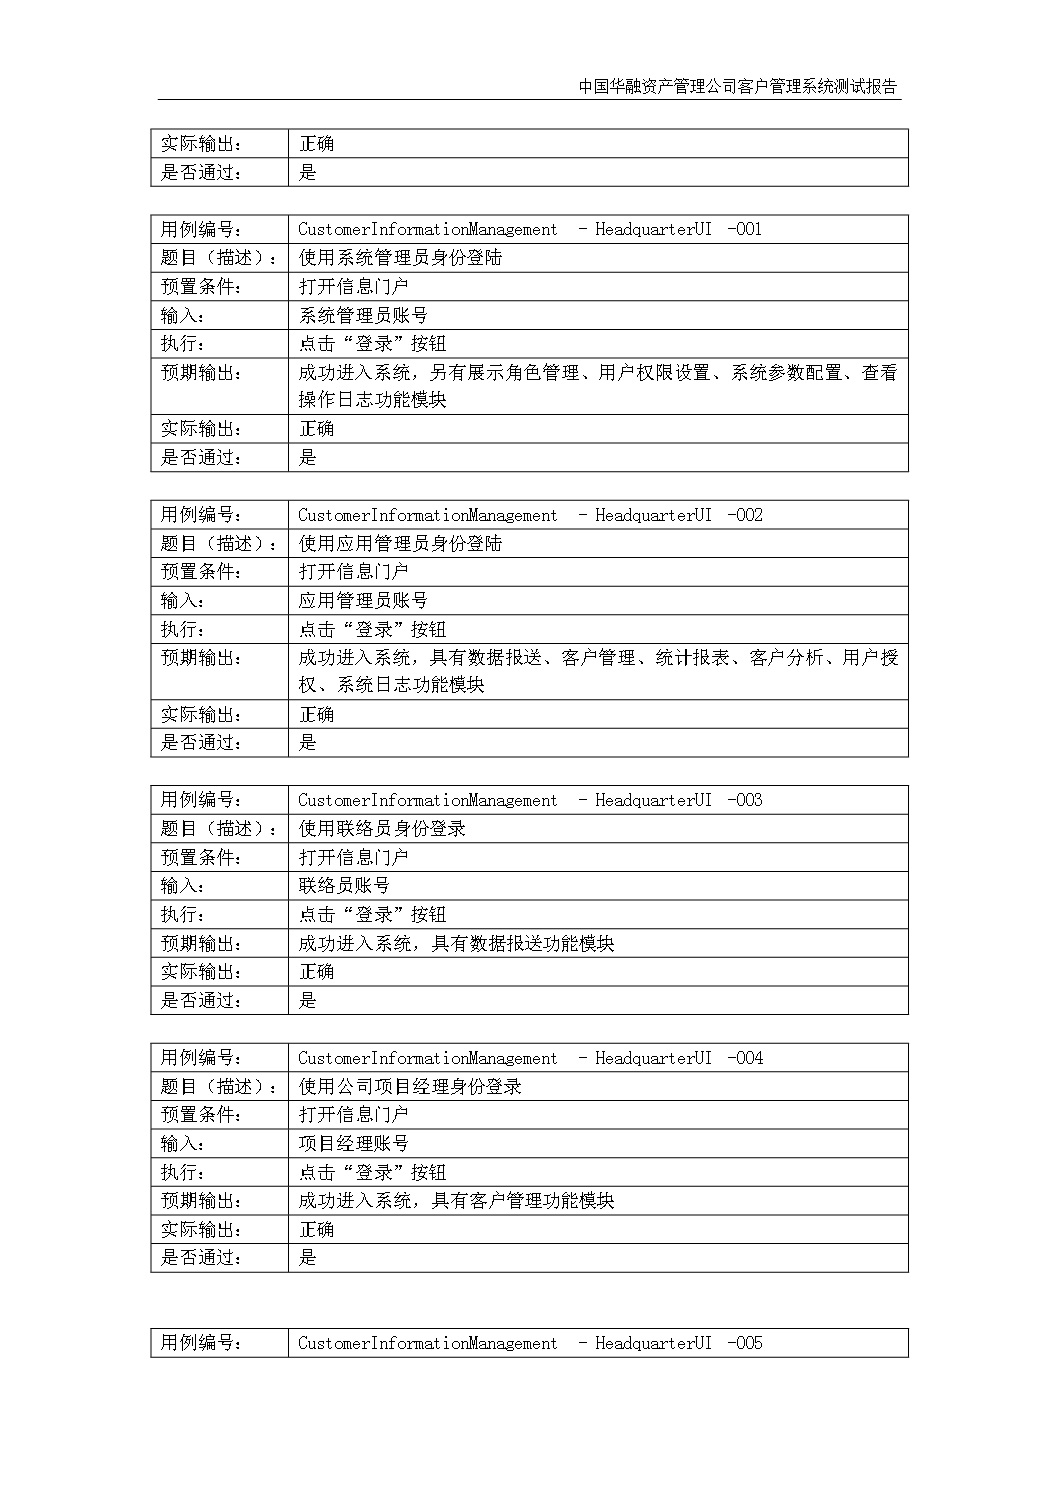 中国华融资产管理公司客户管理系统测试报告
实际输出： 正确
是否通过： 是
用例编号： CustomerInformationManagement - HeadquarterUI -001
题目（描述）： 使用系统管理员身份登陆
预置条件： 打开信息门户
输入： 系统管理员账号
执行： 点击“登录”按钮
预期输出： 成功进入系统，另有展示角色管理、用户权限设置、系统参数配置、查看
操作日志功能模块
实际输出： 正确
是否通过： 是
用例编号： CustomerInformationManagement - HeadquarterUI -002
题目（描述）： 使用应用管理员身份登陆
预置条件： 打开信息门户
输入： 应用管理员账号
执行： 点击“登录”按钮
预期输出： 成功进入系统，具有数据报送、客户管理、统计报表、客户分析、用户授
权、系统日志功能模块
实际输出： 正确
是否通过： 是
用例编号： CustomerInformationManagement - HeadquarterUI -003
题目（描述）： 使用联络员身份登录
预置条件： 打开信息门户
输入： 联络员账号
执行： 点击“登录”按钮
预期输出： 成功进入系统，具有数据报送功能模块
实际输出： 正确
是否通过： 是
用例编号： CustomerInformationManagement - HeadquarterUI -004
题目（描述）： 使用公司项目经理身份登录
预置条件： 打开信息门户
输入： 项目经理账号
执行： 点击“登录”按钮
预期输出： 成功进入系统，具有客户管理功能模块
实际输出： 正确
是否通过： 是
用例编号： CustomerInformationManagement - HeadquarterUI -005